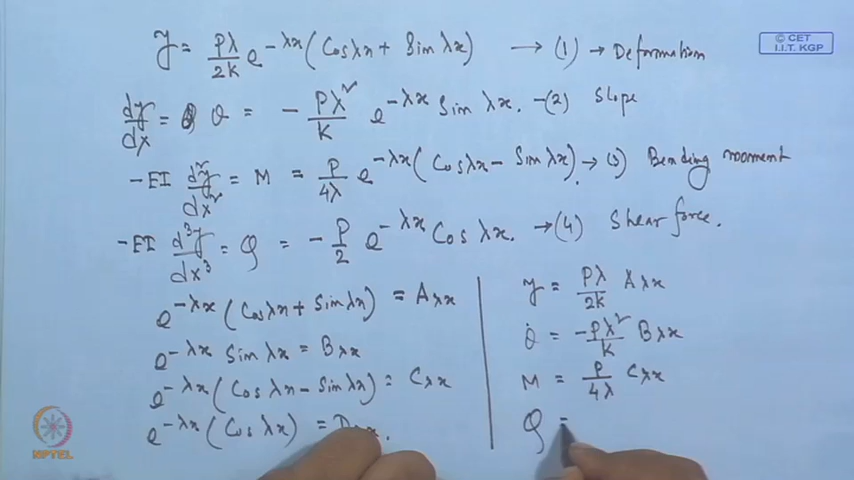 © CET
I.I.T. KGP
y = Pλ/2k e^-λx (Cos λx + Sin λx) → (1) → Deformation
dy/dx = θ = - Pλ²/k e^-λx Sin λx. -(2) Slope
-EI d²y/dx² = M = P/4λ e^-λx (Cos λx - Sin λx). → (3) Bending moment
-EI d³y/dx³ = Q = - P/2 e^-λx Cos λx. → (4) Shear force.
e^-λx (Cos λx + Sin λx) = Aλx
e^-λx Sin λx = Bλx
e^-λx (Cos λx - Sin λx) = Cλx
e^-λx (Cos λx) =
y = Pλ/2k Aλx
θ = -Pλ²/k Bλx
M = P/4λ Cλx
Q =
NPTEL